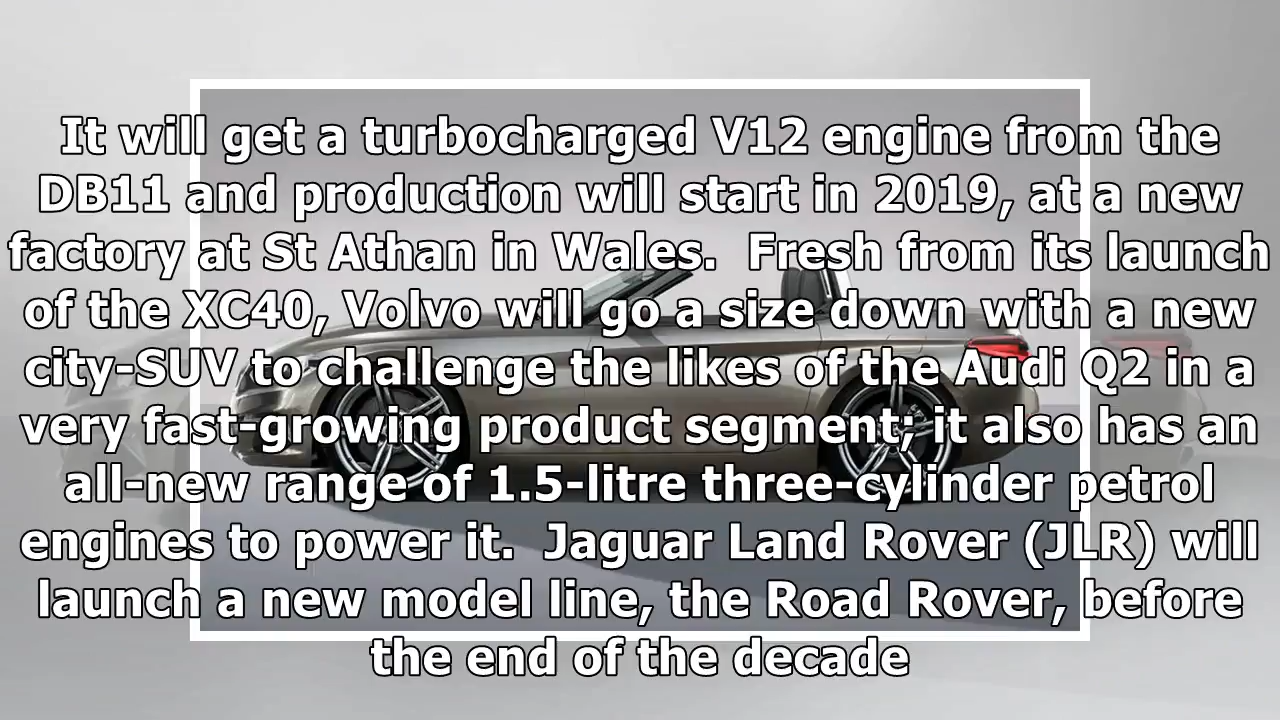 It will get a turbocharged V12 engine from the
DB11 and production will start in 2019, at a new
factory at St Athan in Wales.  Fresh from its launch
of the XC40, Volvo will go a size down with a new
city-SUV to challenge the likes of the Audi Q2 in a
very fast-growing product segment; it also has an
all-new range of 1.5-litre three-cylinder petrol
engines to power it.  Jaguar Land Rover (JLR) will
launch a new model line, the Road Rover, before
the end of the decade